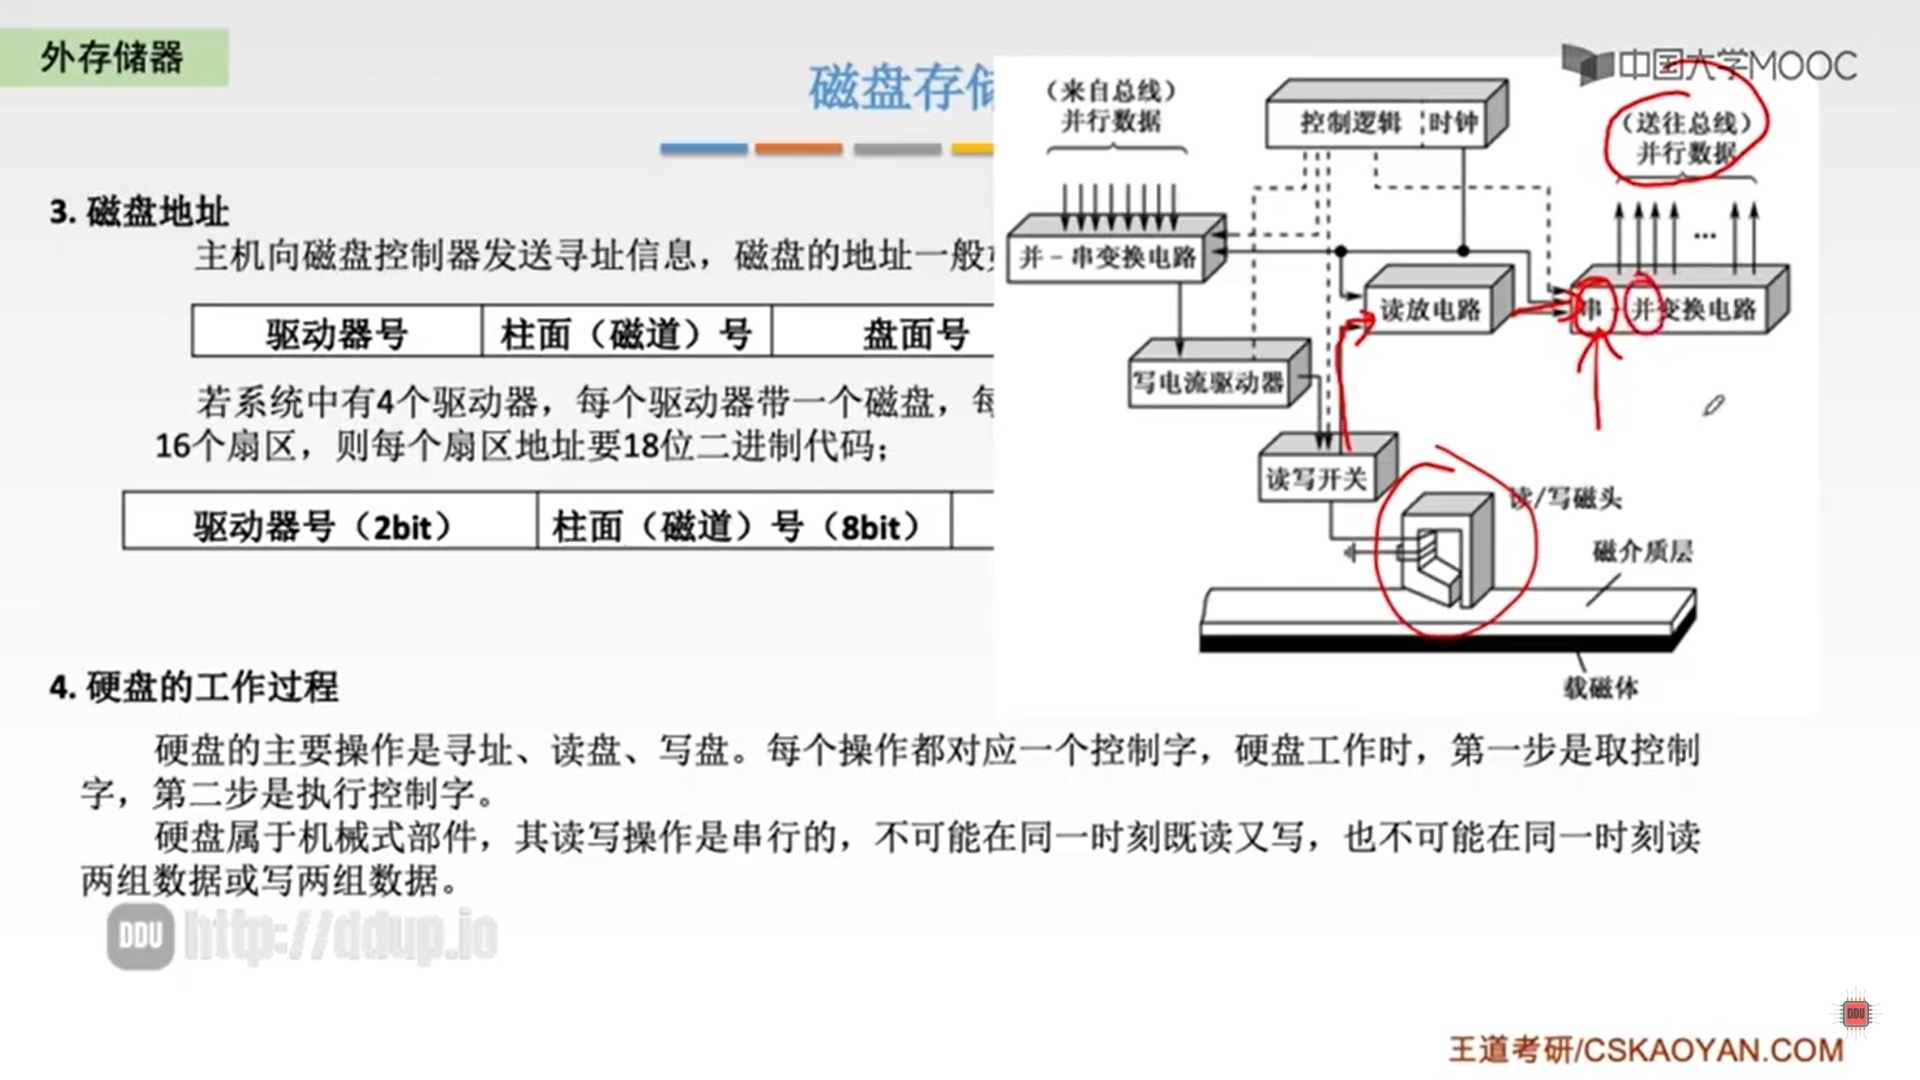 外存储器
中国大学MOOC
磁盘存储
3. 磁盘地址
主机向磁盘控制器发送寻址信息，磁盘的地址一般
驱动器号 柱面（磁道）号 盘面号
若系统中有4个驱动器，每个驱动器带一个磁盘，每
16个扇区，则每个扇区地址要18位二进制代码；
驱动器号（2bit） 柱面（磁道）号（8bit）
（来自总线）
并行数据
控制逻辑 时钟
（送往总线）
并行数据
并－串变换电路
读放电路
串－并变换电路
写电流驱动器
读写开关
读/写磁头
磁介质层
载磁体
4. 硬盘的工作过程
硬盘的主要操作是寻址、读盘、写盘。每个操作都对应一个控制字，硬盘工作时，第一步是取控制
字，第二步是执行控制字。
硬盘属于机械式部件，其读写操作是串行的，不可能在同一时刻既读又写，也不可能在同一时刻读
两组数据或写两组数据。
DDU http://ddup.io
DDU
王道考研/CSKAOYAN.COM